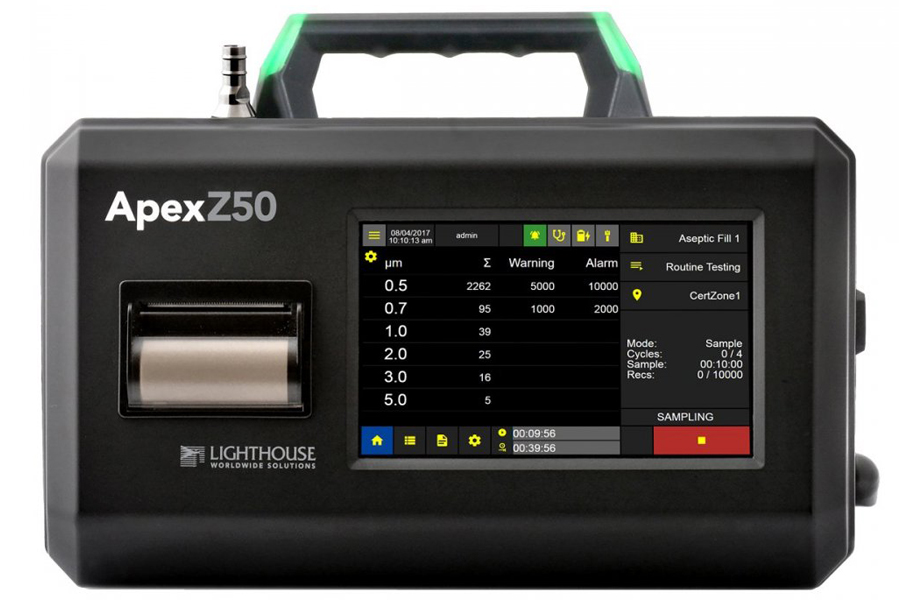 ApexZ50
LIGHTHOUSE
WORLDWIDE SOLUTIONS
08/04/2017
10:10:13 am
admin
µm Σ Warning Alarm
0.5 2262 5000 10000
0.7 95 1000 2000
1.0 39
2.0 25
3.0 16
5.0 5
00:09:56
00:39:56
Aseptic Fill 1
Routine Testing
CertZone1
Mode: Sample
Cycles: 0 / 4
Sample: 00:10:00
Recs: 0 / 10000
SAMPLING